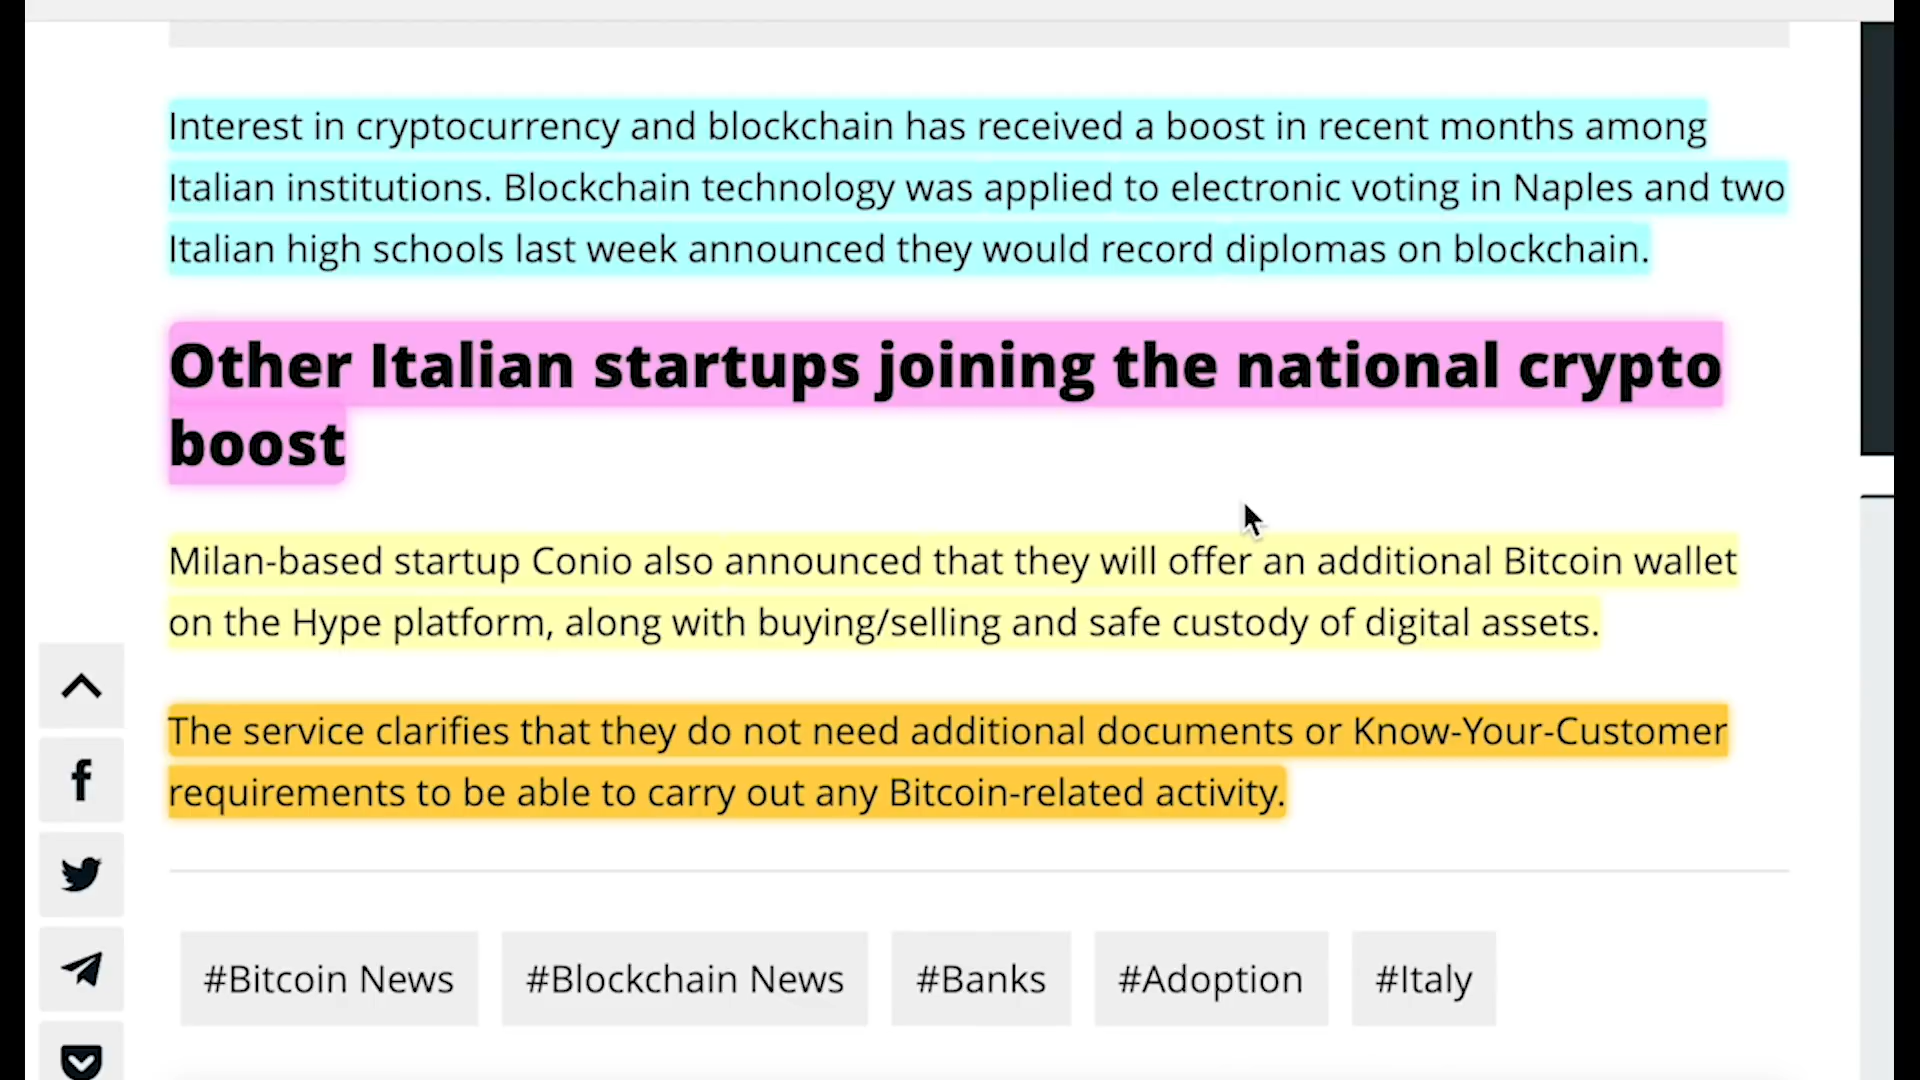 Interest in cryptocurrency and blockchain has received a boost in recent months among
Italian institutions. Blockchain technology was applied to electronic voting in Naples and two
Italian high schools last week announced they would record diplomas on blockchain.
Other Italian startups joining the national crypto
boost
Milan-based startup Conio also announced that they will offer an additional Bitcoin wallet
on the Hype platform, along with buying/selling and safe custody of digital assets.
The service clarifies that they do not need additional documents or Know-Your-Customer
requirements to be able to carry out any Bitcoin-related activity.
#Bitcoin News #Blockchain News #Banks #Adoption #Italy